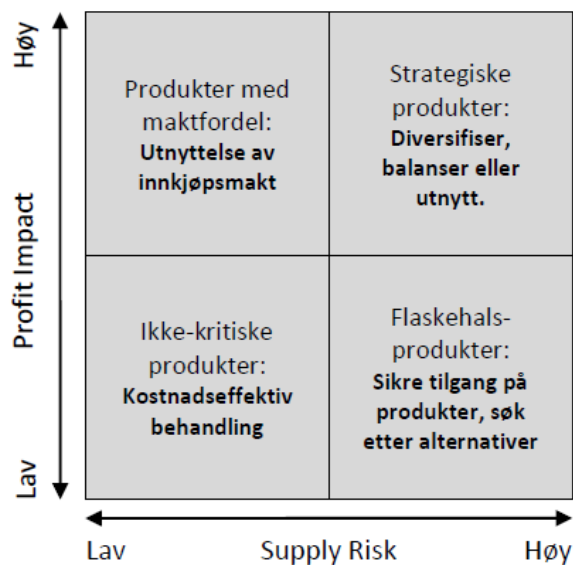 Høy
Profit Impact
Lav
Produkter med
maktfordel:
Utnyttelse av
innkjøpsmakt
Strategiske
produkter:
Diversifiser,
balanser eller
utnytt.
Ikke-kritiske
produkter:
Kostnadseffektiv
behandling
Flaskehals-
produkter:
Sikre tilgang på
produkter, søk
etter alternativer
Lav Supply Risk Høy